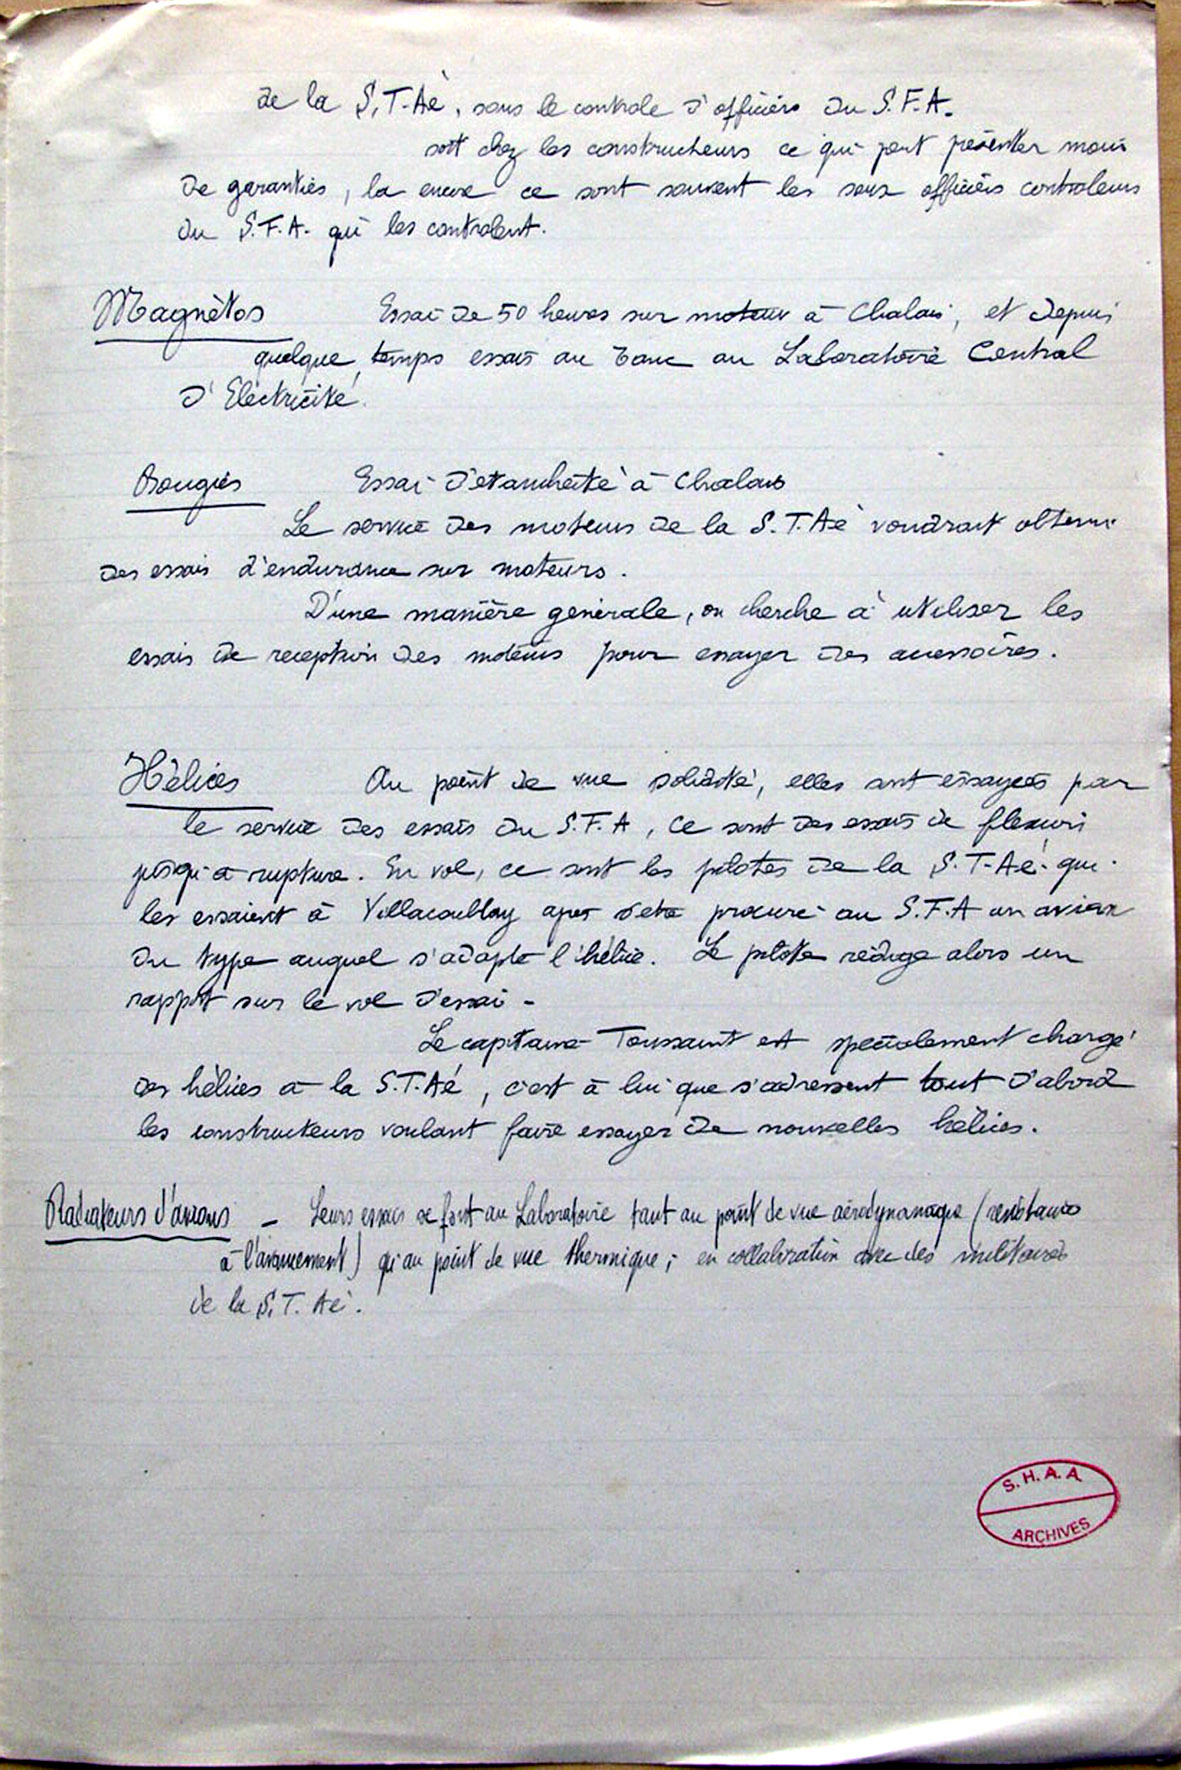 de la S.T-Aé, sous le controle d'officiers du S.F.A.
soit chez les constructeurs ce qui peut présenter moins
de garanties, la encore ce sont souvent les sous officiers controleurs
du S.F.A. qui les controlent.
Magnétos Essai de 50 heures sur moteur à Chalais, et depuis
quelque temps essais au banc au Laboratoire Central
d'Electricité.
Bougies Essai d'étanchéité à Chalais
Le service des moteurs de la S.T.Aé voudrait obtenir
des essais d'endurance sur moteurs.
D'une manière générale, on cherche à utiliser les
essais de reception des moteurs pour essayer des accessoires.
Hélices Au point de vue solidité, elles sont essayées par
le service des essais du S.F.A, ce sont des essais de flexion
jusqu'à rupture. En vol, ce sont les pilotes de la S.T-Aé. qui
les essaient à Villacoublay après s'etre procuré au S.F.A un avion
du type auquel s'adapte l'hélice. Le pilote rédige alors un
rapport sur le vol d'essai -
Le capitaine Toussaint est spécialement chargé
des hélices à la S.T.Aé, c'est à lui que s'adressent tout d'abord
les constructeurs voulant faire essayer de nouvelles hélices.
Radiateurs d'avions - Leurs essais se font au Laboratoire tant au point de vue aérodynamique (résistance
à l'avancement) qu'au point de vue thermique; en collaboration avec des militaires
de la S.T. Aé.
S.H.A.A
ARCHIVES